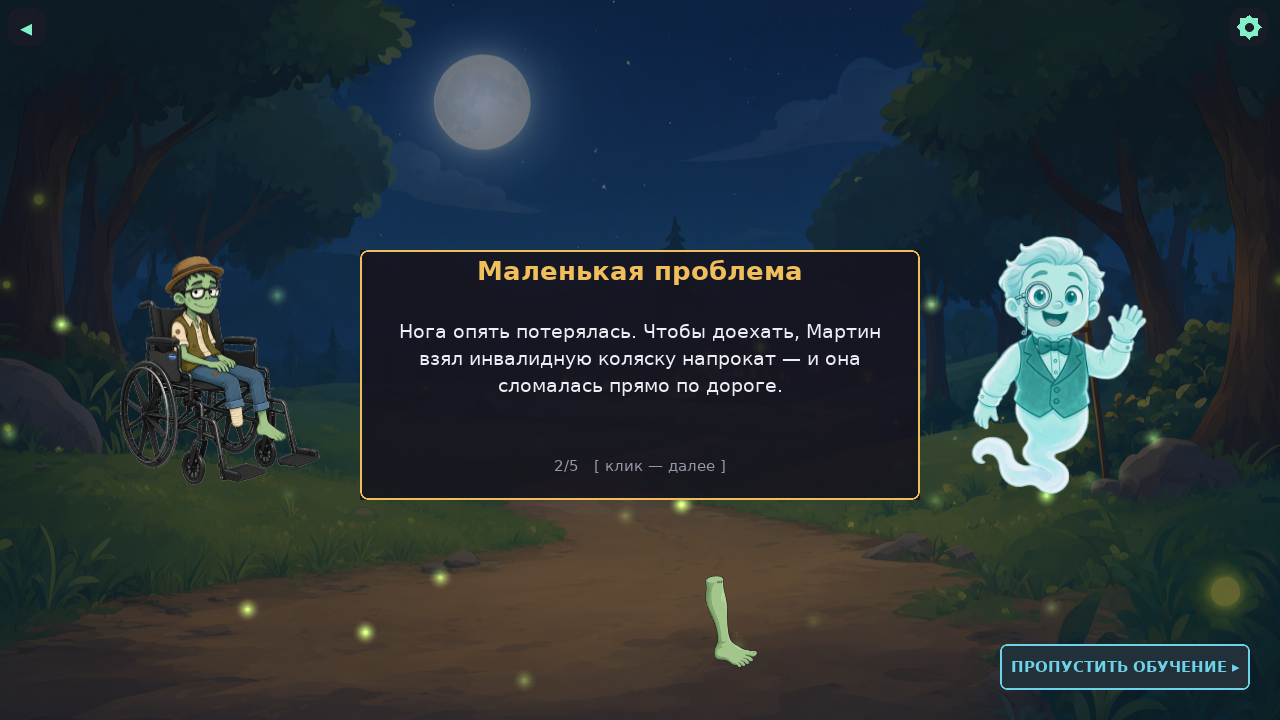 Маленькая проблема
Нога опять потерялась. Чтобы доехать, Мартин
взял инвалидную коляску напрокат — и она
сломалась прямо по дороге.
2/5 [ клик — далее ]
ПРОПУСТИТЬ ОБУЧЕНИЕ ▸